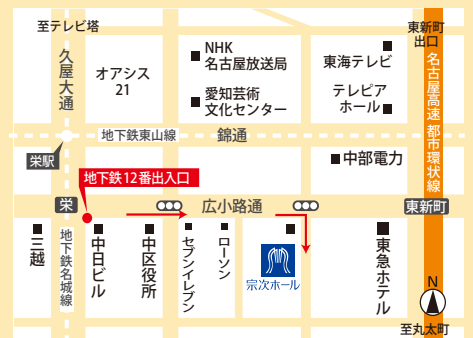 至テレビ塔
東新町
出口
NHK
名古屋放送局
東海テレビ
久屋大通
オアシス
21
愛知芸術
文化センター
テレピア
ホール
名古屋高速 都市環状線
地下鉄東山線
錦通
栄駅
中部電力
地下鉄12番出入口
栄
広小路通
東新町
三越
地下鉄名城線
中日ビル
中区役所
セブンイレブン
ローソン
宗次ホール
東急ホテル
N
至丸太町